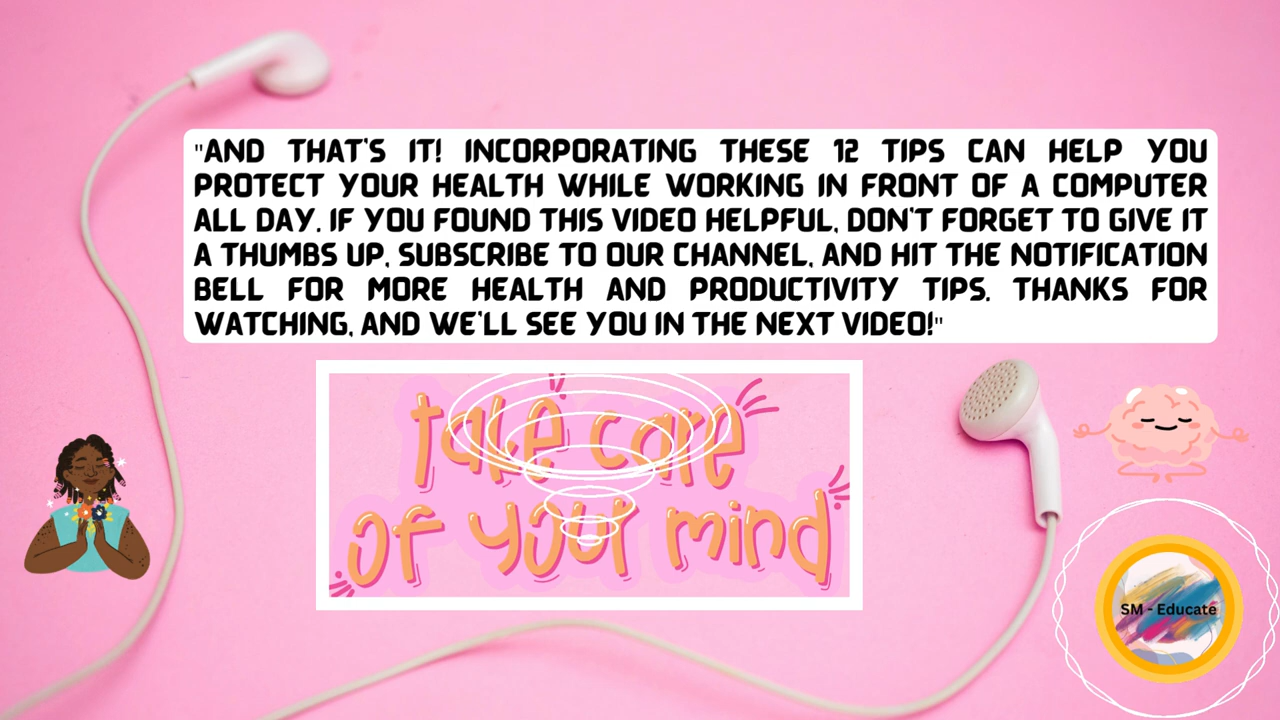 "AND THAT'S IT! INCORPORATING THESE 12 TIPS CAN HELP YOU
PROTECT YOUR HEALTH WHILE WORKING IN FRONT OF A COMPUTER
ALL DAY. IF YOU FOUND THIS VIDEO HELPFUL, DON'T FORGET TO GIVE IT
A THUMBS UP, SUBSCRIBE TO OUR CHANNEL, AND HIT THE NOTIFICATION
BELL FOR MORE HEALTH AND PRODUCTIVITY TIPS. THANKS FOR
WATCHING, AND WE'LL SEE YOU IN THE NEXT VIDEO!"
take care
of your mind
SM - Educate